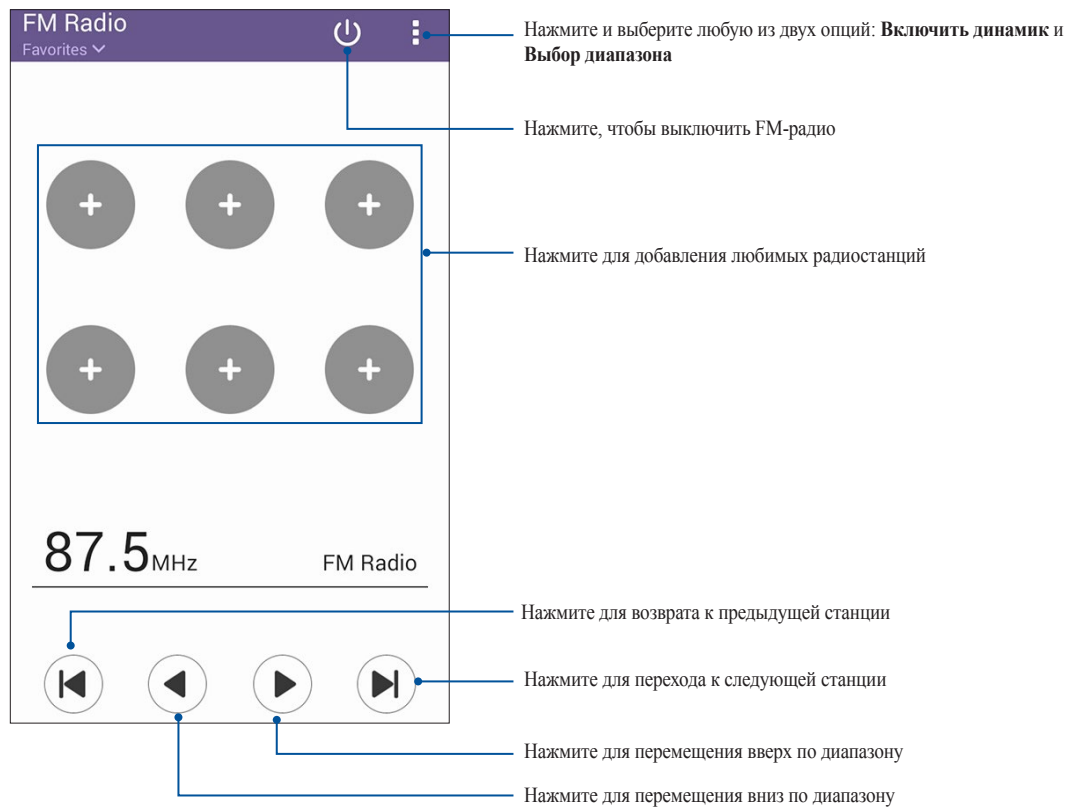 FM Radio
Favorites
Нажмите и выберите любую из двух опций: Включить динамик и
Выбор диапазона
Нажмите, чтобы выключить FM-радио
Нажмите для добавления любимых радиостанций
87.5MHz
FM Radio
Нажмите для возврата к предыдущей станции
Нажмите для перехода к следующей станции
Нажмите для перемещения вверх по диапазону
Нажмите для перемещения вниз по диапазону